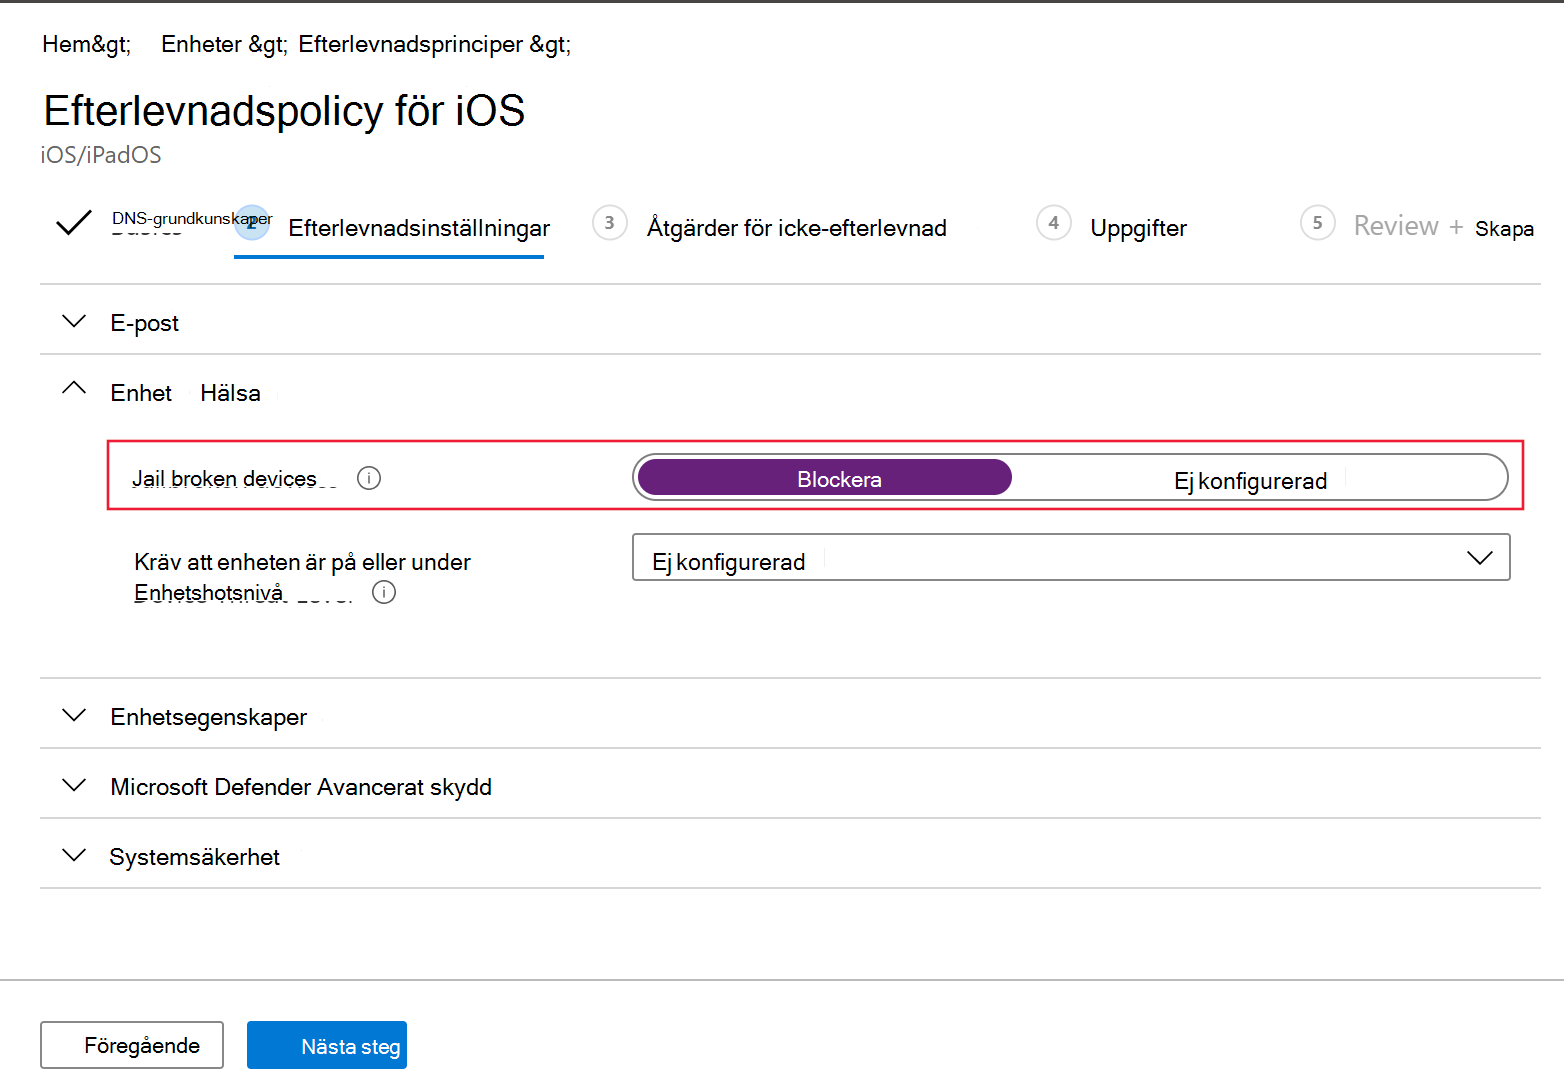 Hem&gt; Enheter &gt; Efterlevnadsprinciper &gt;
Efterlevnadspolicy för iOS
iOS/iPadOS
DNS-grundkunskaper 2 Efterlevnadsinställningar 3 Åtgärder för icke-efterlevnad 4 Uppgifter 5 Review + Skapa
E-post
Enhet Hälsa
Jail broken devices Blockera Ej konfigurerad
Kräv att enheten är på eller under Ej konfigurerad
Enhetshotsnivå
Enhetsegenskaper
Microsoft Defender Avancerat skydd
Systemsäkerhet
Föregående Nästa steg